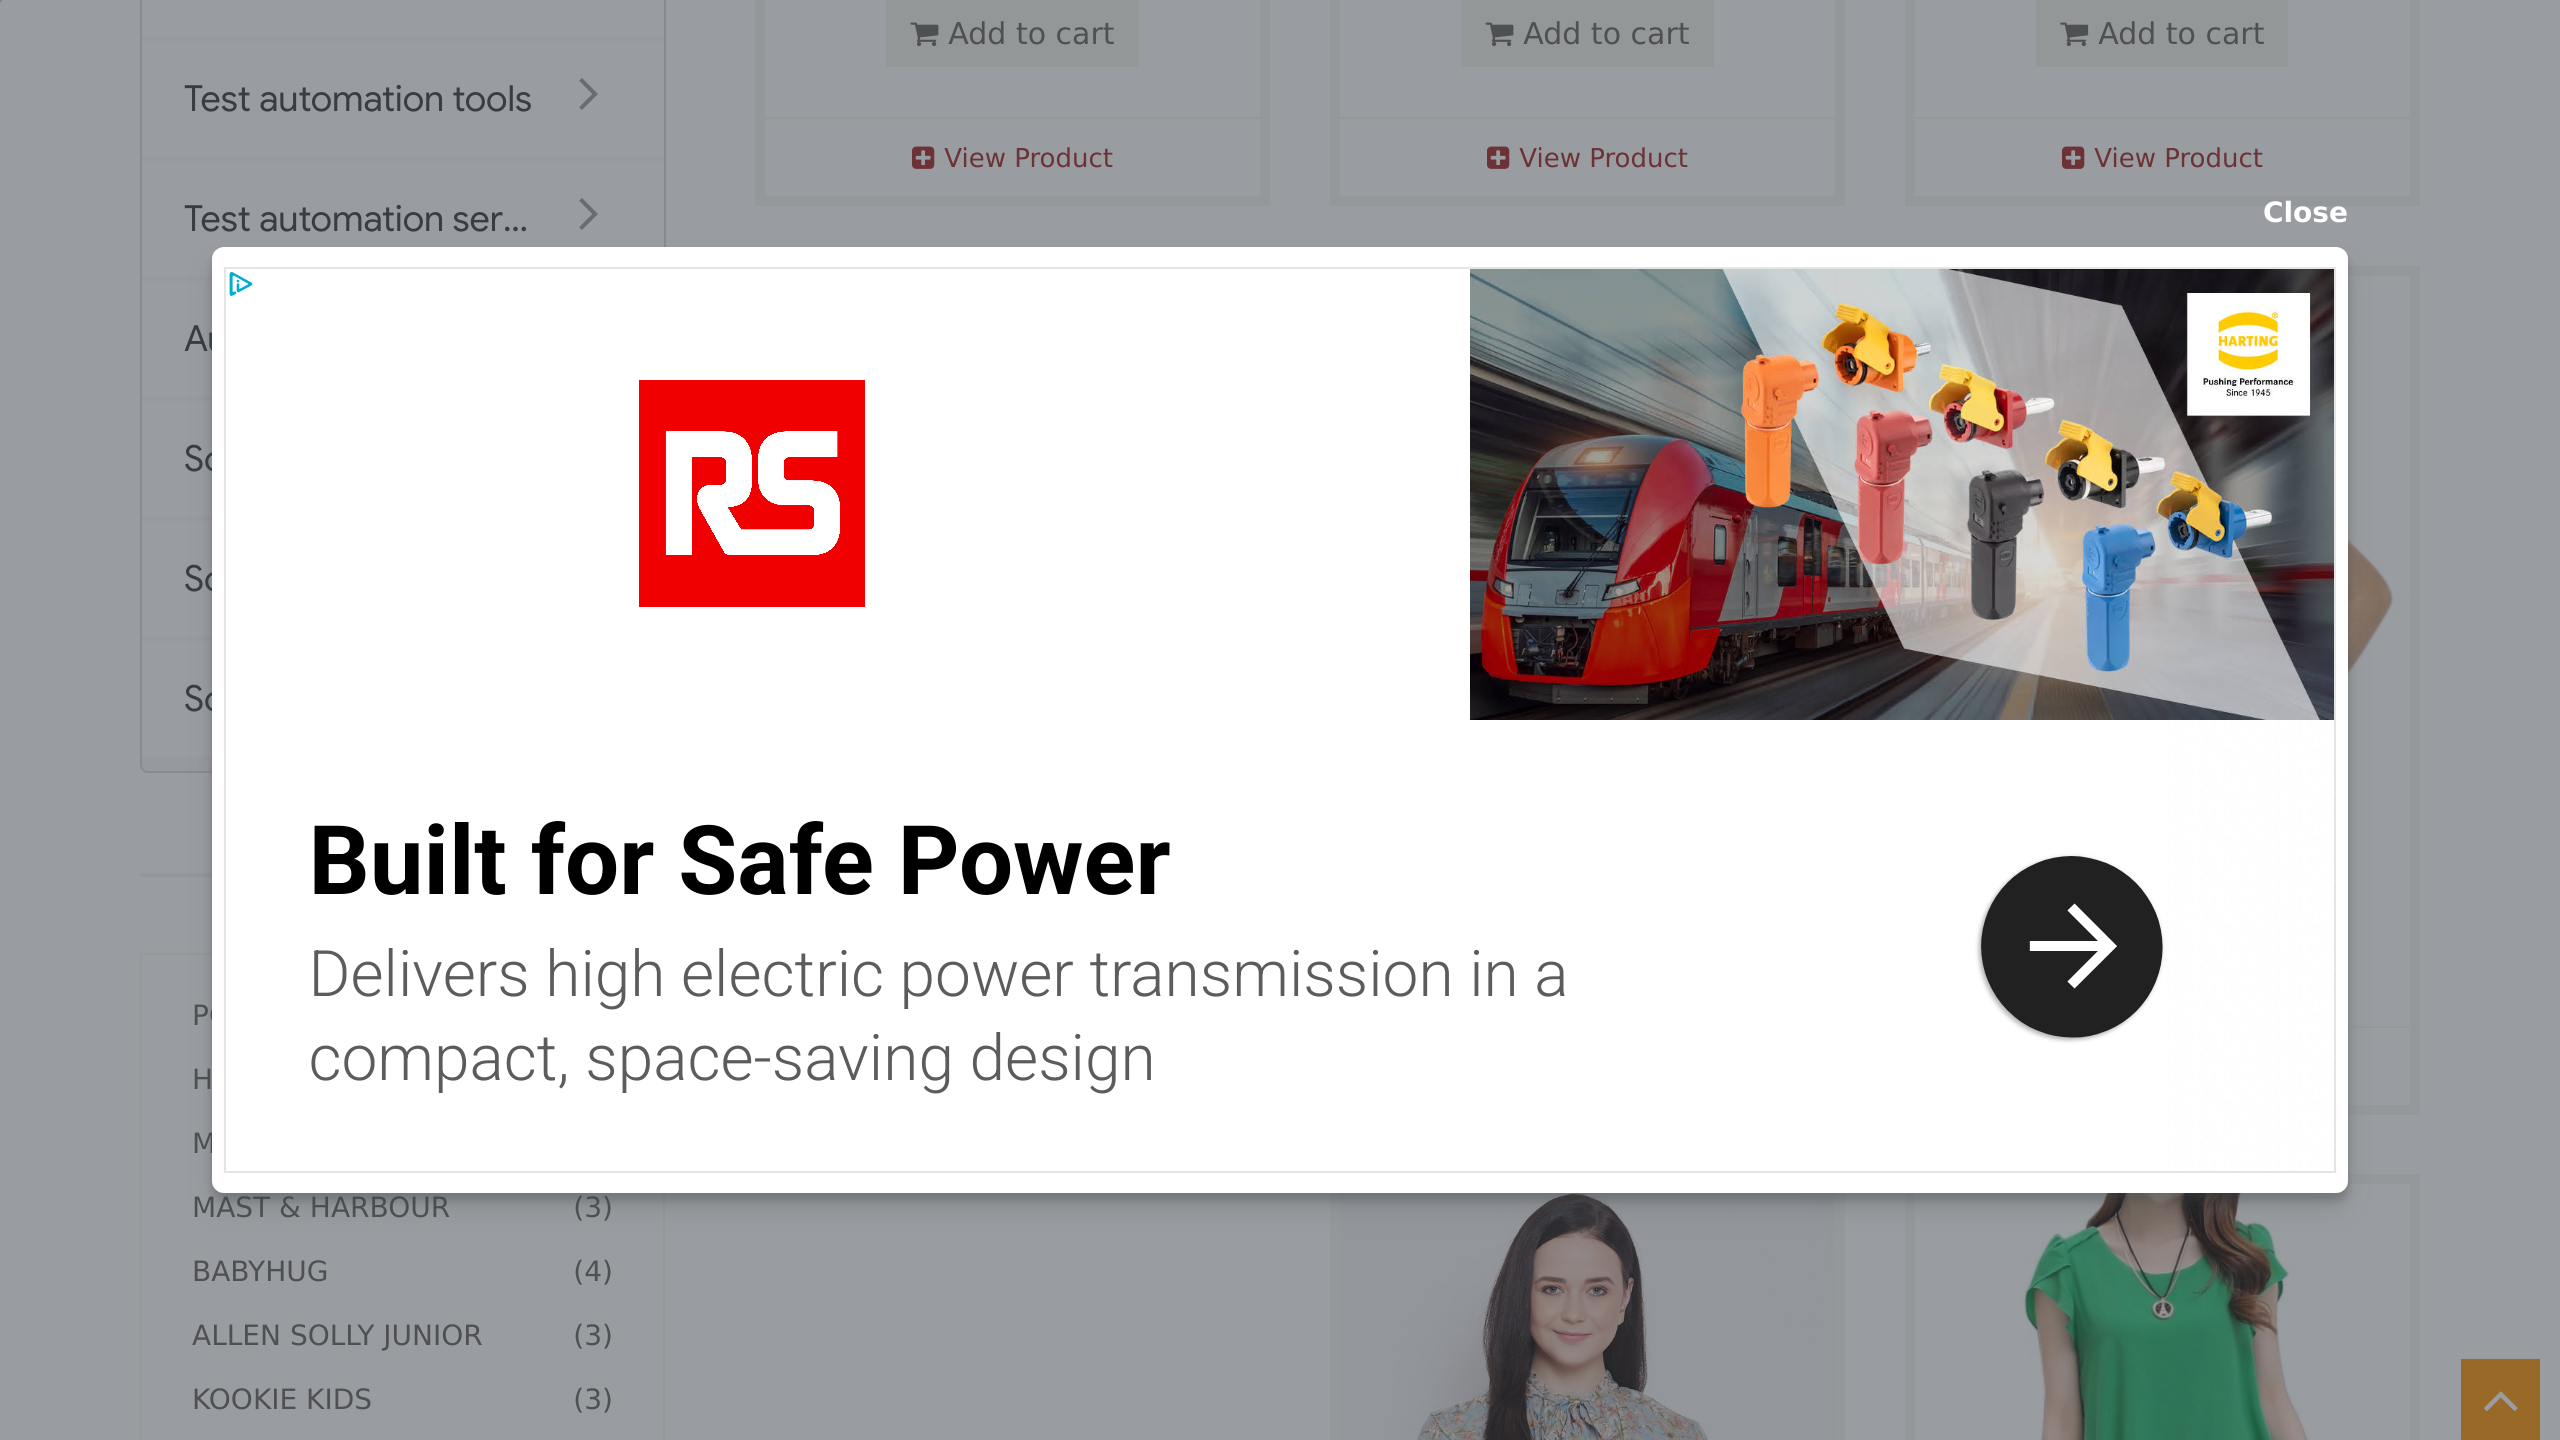 Add to cart
Add to cart
Add to cart
Test automation tools
View Product
View Product
View Product
Test automation ser...
Close
RS
HARTING
Pushing Performance
Since 1945
Built for Safe Power
Delivers high electric power transmission in a
compact, space-saving design
MAST & HARBOUR (3)
BABYHUG (4)
ALLEN SOLLY JUNIOR (3)
KOOKIE KIDS (3)